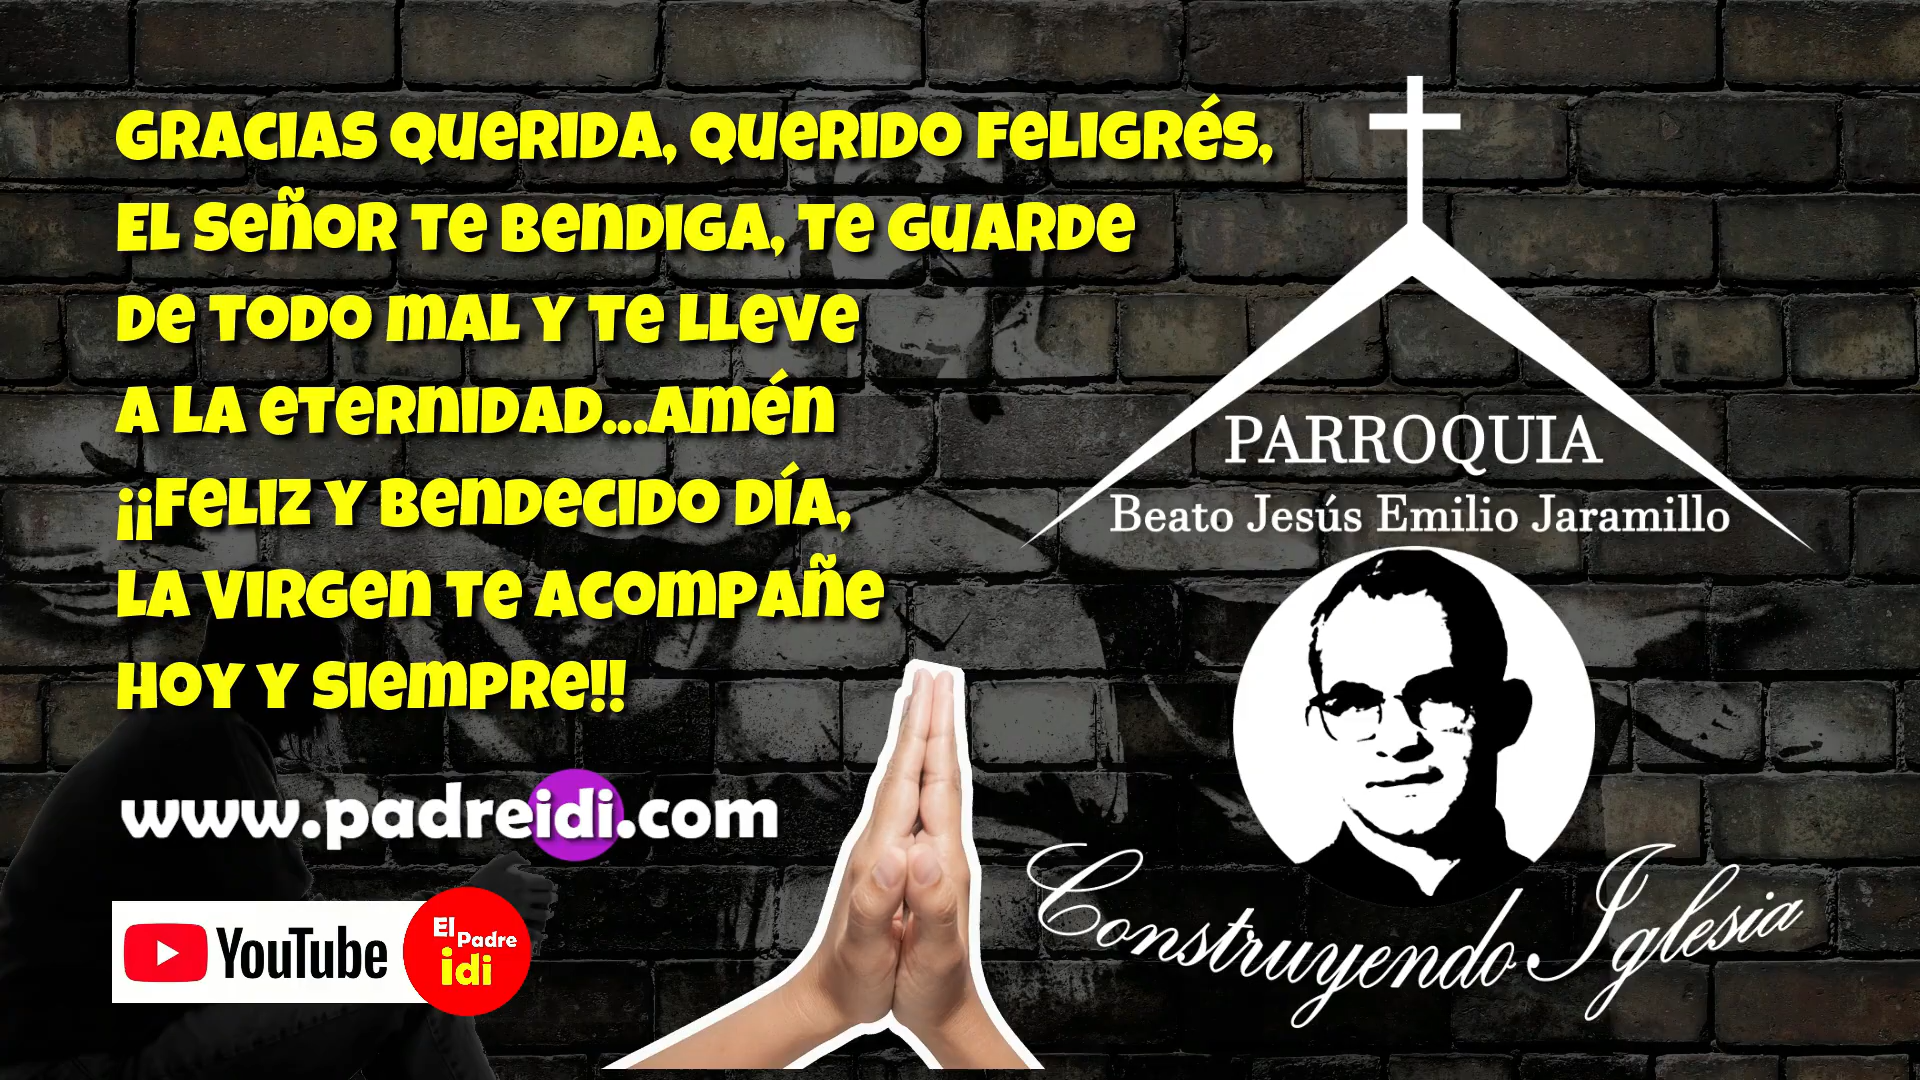 Gracias querida, querido feligrés,
el Señor te bendiga, te guarde
de todo mal y te lleve
a la eternidad...Amén
¡¡Feliz y bendecido día,
la Virgen te acompañe
hoy y siempre!!
www.padreidi.com
YouTube
El Padre
idi
PARROQUIA
Beato Jesús Emilio Jaramillo
Construyendo Iglesia